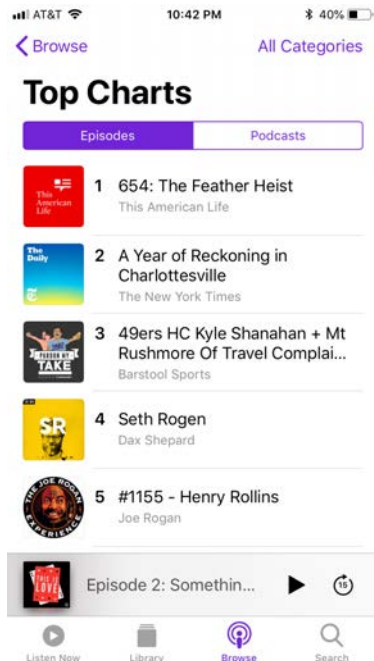 AT&T 10:42 PM 40%
Browse All Categories
Top Charts
Episodes Podcasts
This
American
Life
1 654: The Feather Heist
This American Life
The
Daily
2 A Year of Reckoning in
Charlottesville
The New York Times
PARDON MY
TAKE
3 49ers HC Kyle Shanahan + Mt
Rushmore Of Travel Complai...
Barstool Sports
SR
4 Seth Rogen
Dax Shepard
THE JOE ROGAN
EXPERIENCE
5 #1155 - Henry Rollins
Joe Rogan
THIS IS
LOVE
Episode 2: Somethin... 15
Listen Now Library Browse Search